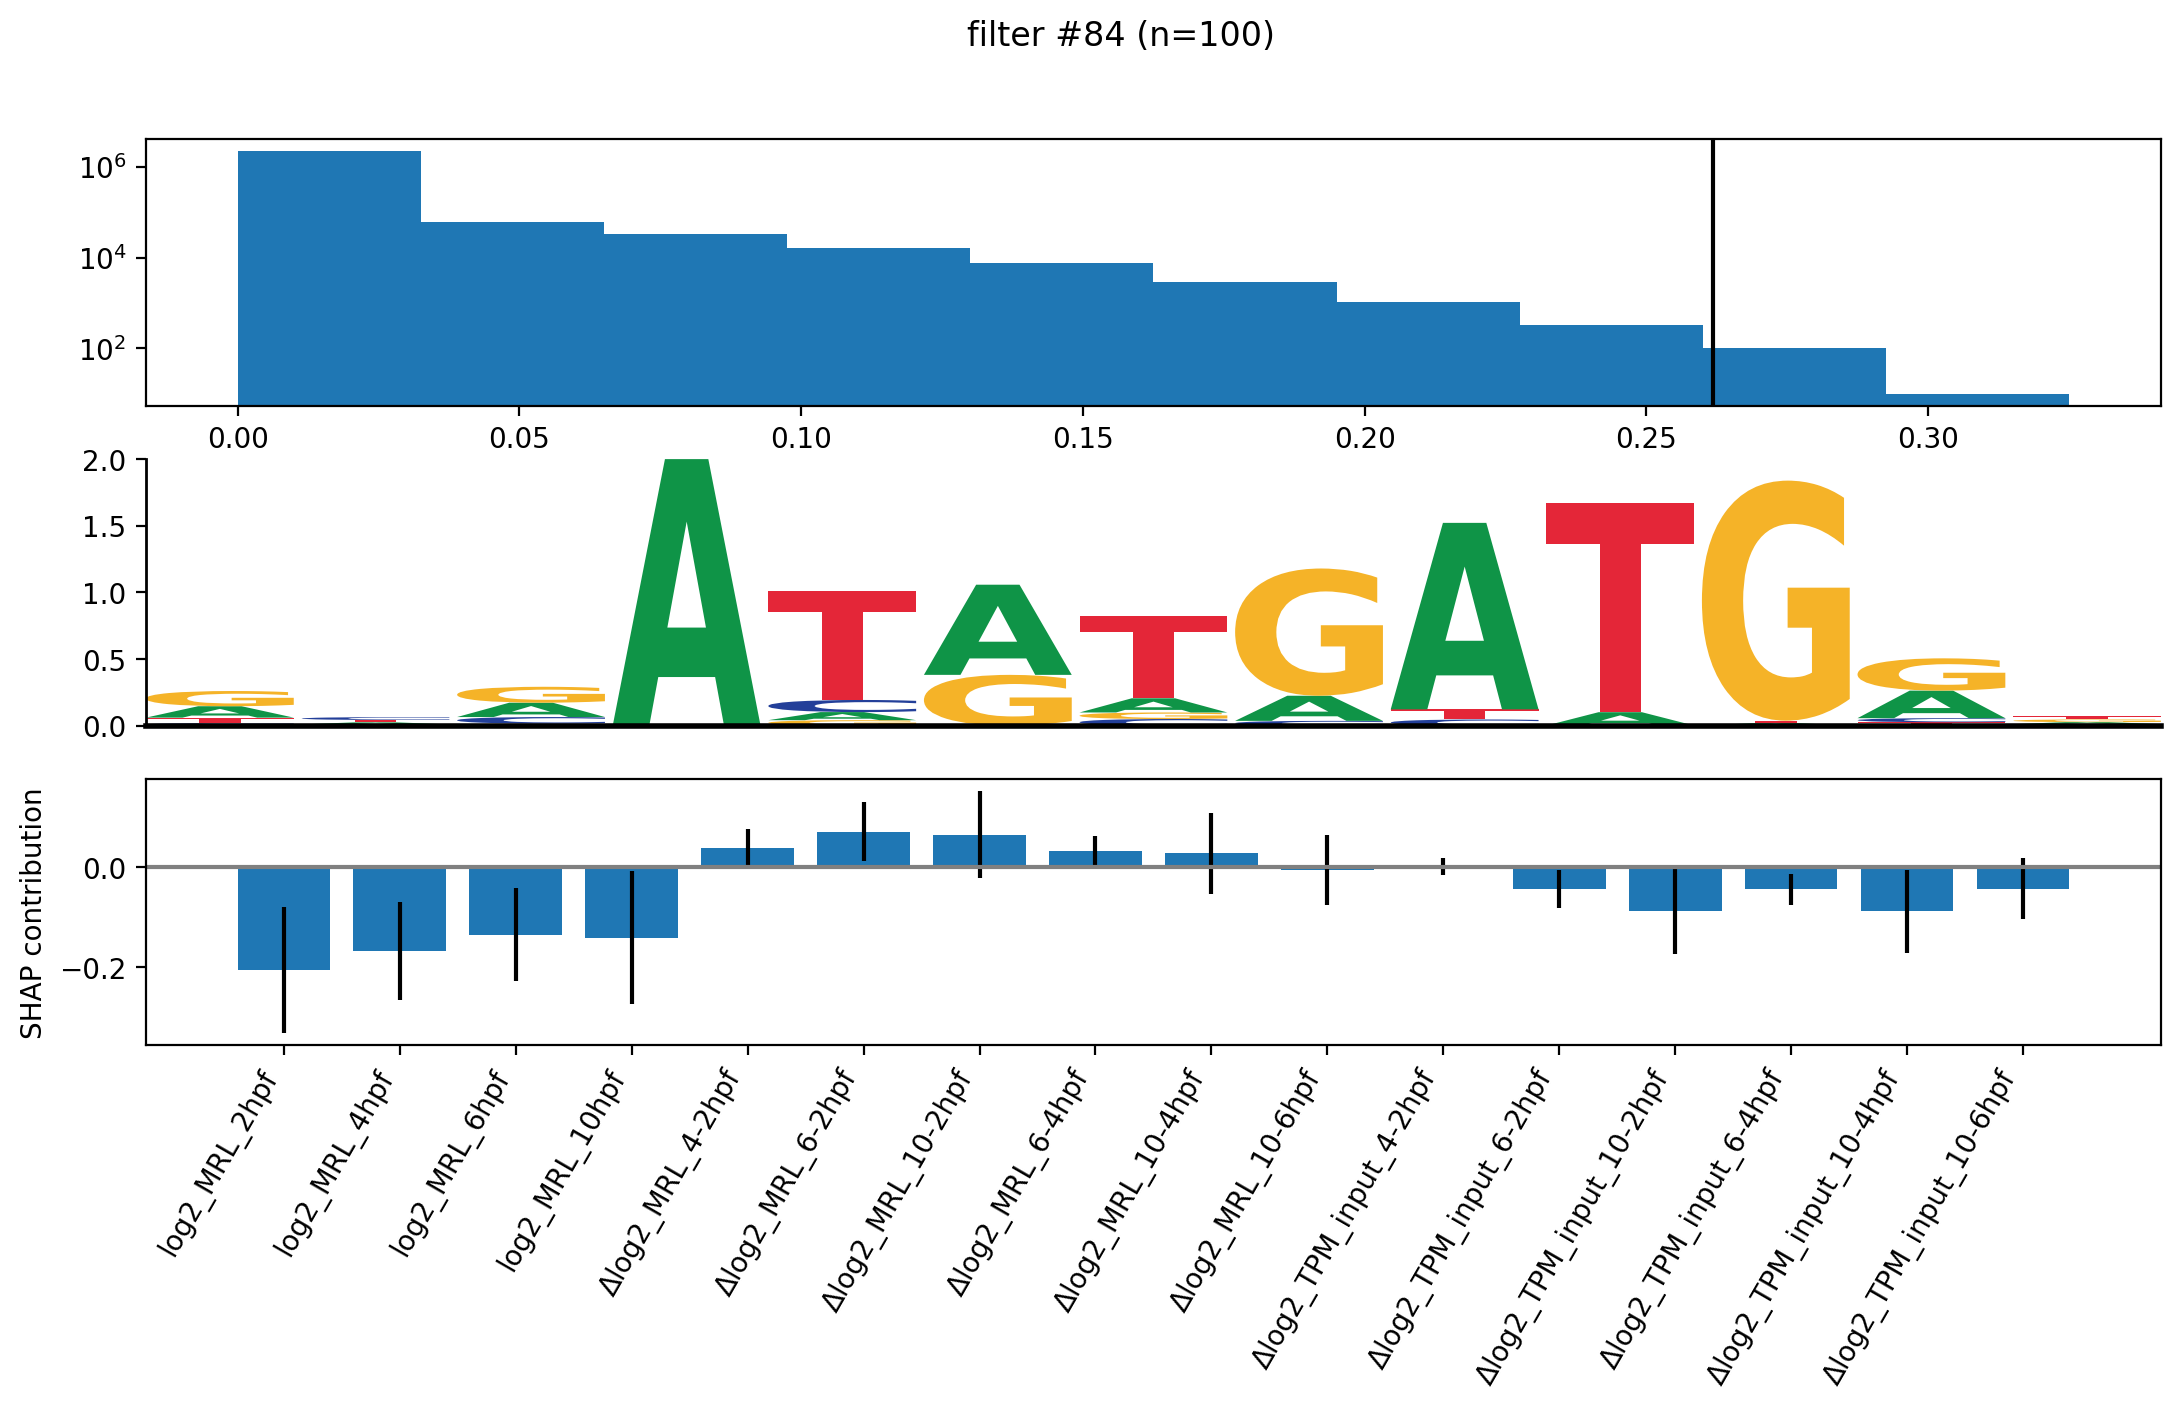 filter #84 (n=100)
10^6
10^4
10^2
0.00 0.05 0.10 0.15 0.20 0.25 0.30
2.0
1.5
1.0
0.5
0.0
G A T C T A G A C A T C A G A G T A G C G A C A T C T A G T G A C T T G A
SHAP contribution
0.0
−0.2
log2_MRL_2hpf
log2_MRL_4hpf
log2_MRL_6hpf
log2_MRL_10hpf
Δlog2_MRL_4-2hpf
Δlog2_MRL_6-2hpf
Δlog2_MRL_10-2hpf
Δlog2_MRL_6-4hpf
Δlog2_MRL_10-4hpf
Δlog2_MRL_10-6hpf
Δlog2_TPM_input_4-2hpf
Δlog2_TPM_input_6-2hpf
Δlog2_TPM_input_10-2hpf
Δlog2_TPM_input_6-4hpf
Δlog2_TPM_input_10-4hpf
Δlog2_TPM_input_10-6hpf